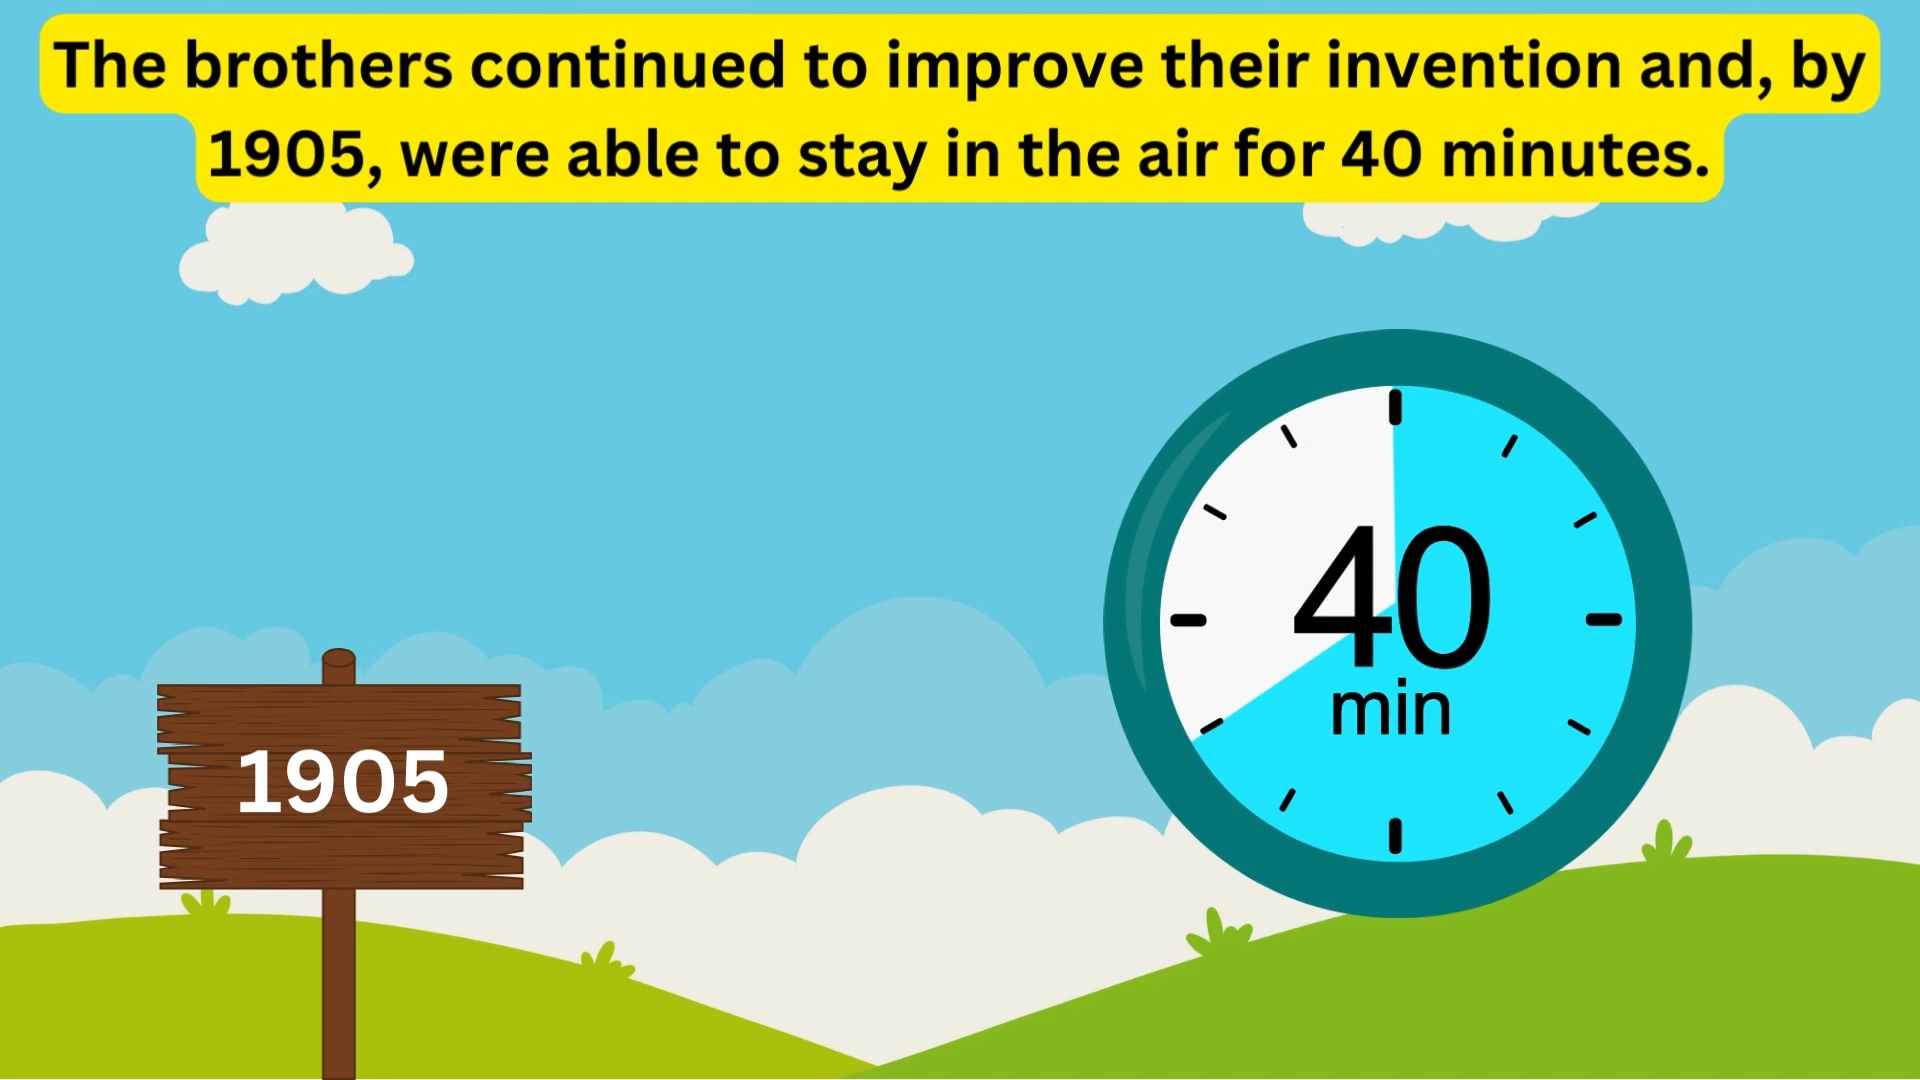 The brothers continued to improve their invention and, by
1905, were able to stay in the air for 40 minutes.
1905
40
min